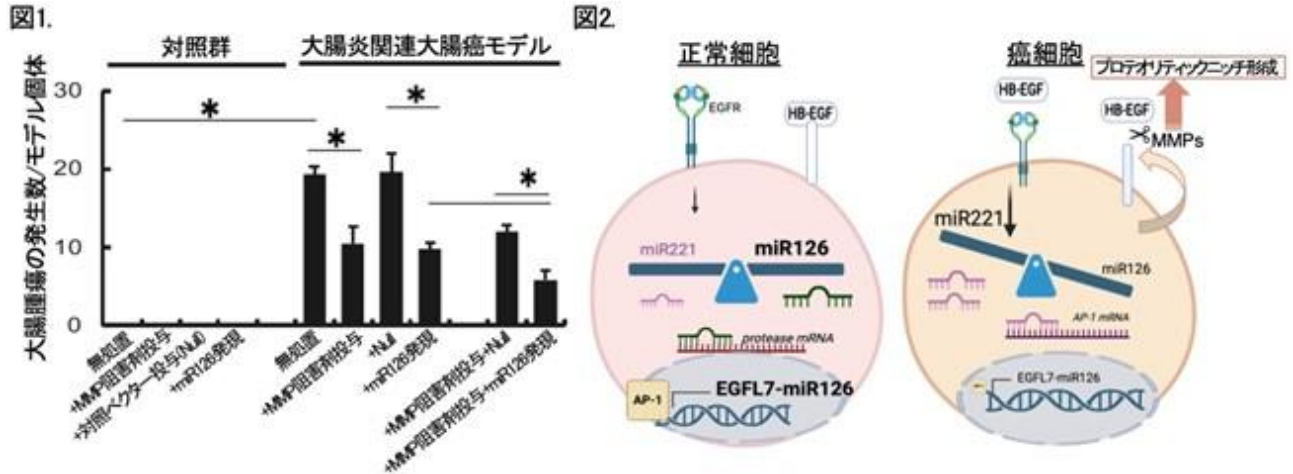 図1.
対照群
大腸炎関連大腸癌モデル
大腸腫瘍の発生数/モデル個体
30
20
10
0
*
*
*
*
無処置
+MMP阻害剤投与
+対照ベクター投与(Null)
+miR126発現
無処置
+MMP阻害剤投与
+Null
+miR126発現
+MMP阻害剤投与+Null
+MMP阻害剤投与+miR126発現
図2.
正常細胞
EGFR
HB-EGF
miR221
miR126
protease mRNA
AP-1
EGFL7-miR126
癌細胞
プロテオリティックニッチ形成
HB-EGF
HB-EGF
MMPs
miR221
miR126
AP-1 mRNA
EGFL7-miR126